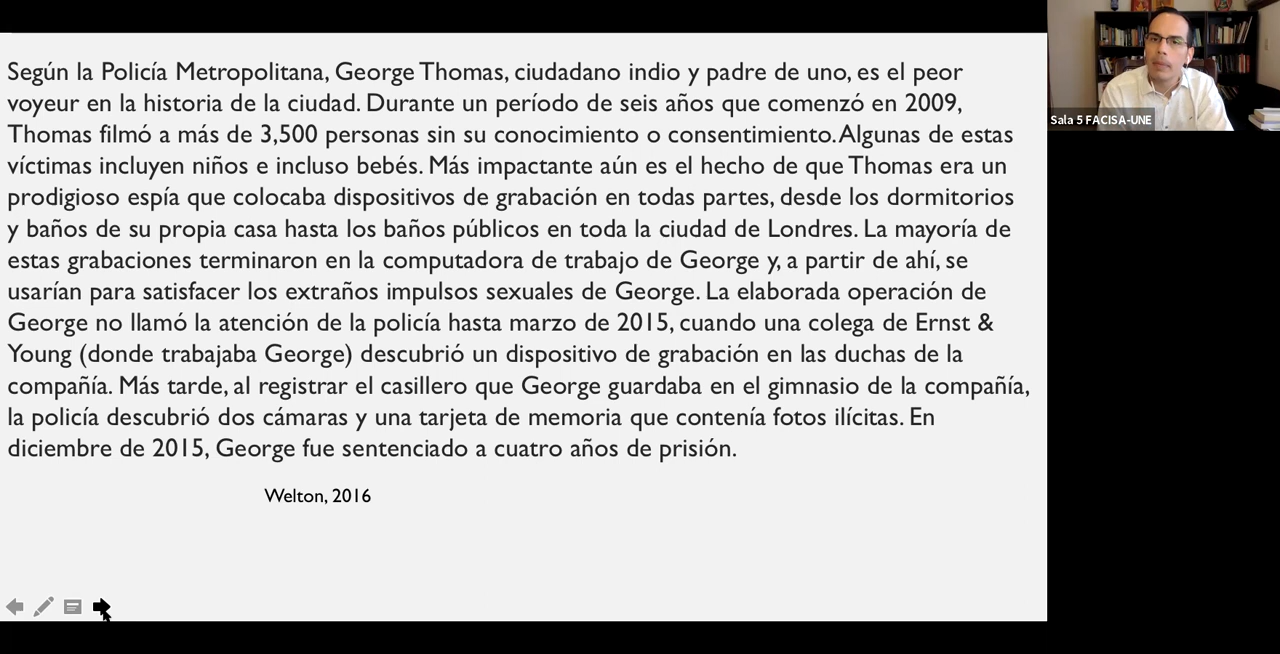 Según la Policía Metropolitana, George Thomas, ciudadano indio y padre de uno, es el peor
voyeur en la historia de la ciudad. Durante un período de seis años que comenzó en 2009,
Thomas filmó a más de 3,500 personas sin su conocimiento o consentimiento. Algunas de estas
víctimas incluyen niños e incluso bebés. Más impactante aún es el hecho de que Thomas era un
prodigioso espía que colocaba dispositivos de grabación en todas partes, desde los dormitorios
y baños de su propia casa hasta los baños públicos en toda la ciudad de Londres. La mayoría de
estas grabaciones terminaron en la computadora de trabajo de George y, a partir de ahí, se
usarían para satisfacer los extraños impulsos sexuales de George. La elaborada operación de
George no llamó la atención de la policía hasta marzo de 2015, cuando una colega de Ernst &
Young (donde trabajaba George) descubrió un dispositivo de grabación en las duchas de la
compañía. Más tarde, al registrar el casillero que George guardaba en el gimnasio de la compañía,
la policía descubrió dos cámaras y una tarjeta de memoria que contenía fotos ilícitas. En
diciembre de 2015, George fue sentenciado a cuatro años de prisión.
Welton, 2016
Sala 5 FACISA-UNE